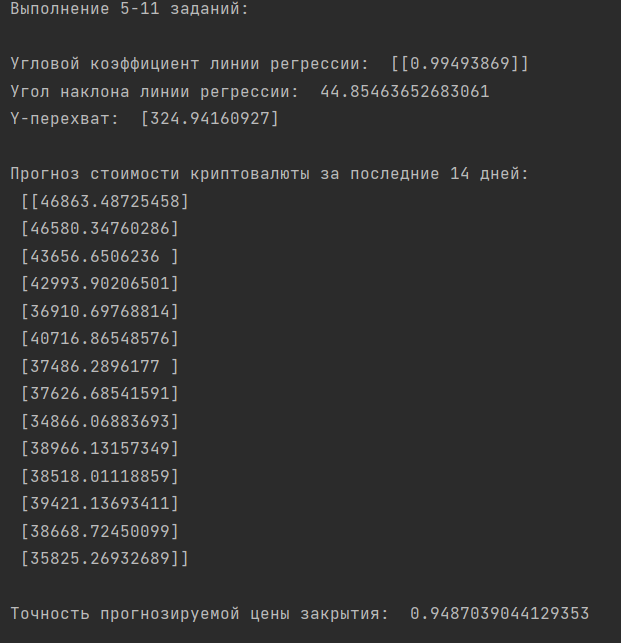 Выполнение 5-11 заданий:
Угловой коэффициент линии регрессии:  [[0.99493869]]
Угол наклона линии регрессии:  44.85463652683061
Y-перехват:  [324.94160927]
Прогноз стоимости криптовалюты за последние 14 дней:
[[46863.48725458]
[46580.34760286]
[43656.6506236 ]
[42993.90206501]
[36910.69768814]
[40716.86548576]
[37486.2896177 ]
[37626.68541591]
[34866.06883693]
[38966.13157349]
[38518.01118859]
[39421.13693411]
[38668.72450099]
[35825.26932689]]
Точность прогнозируемой цены закрытия:  0.9487039044129353